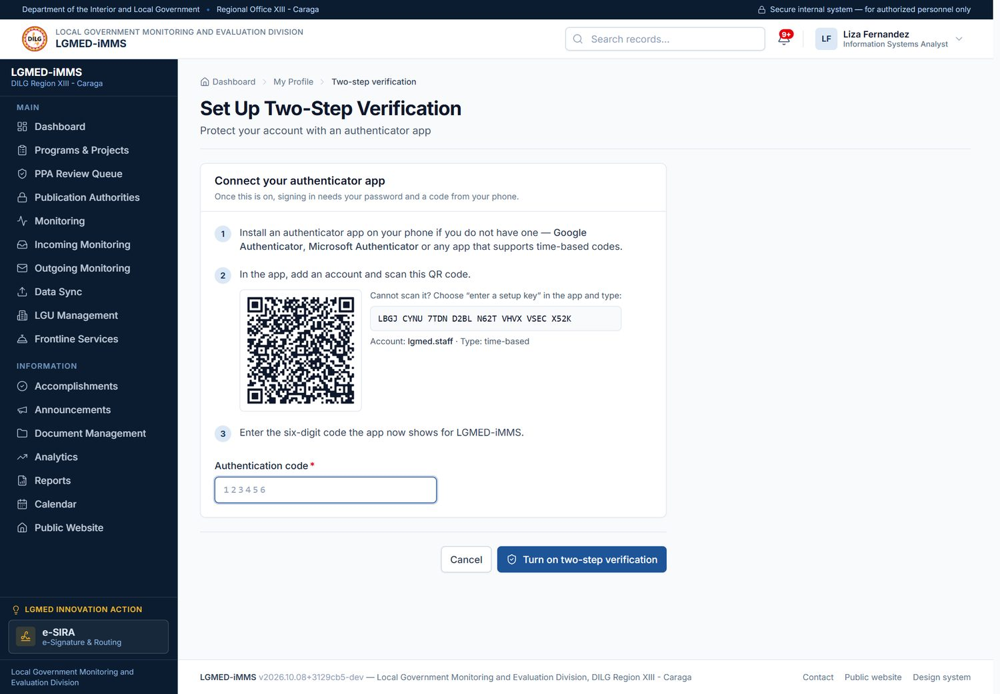 Department of the Interior and Local Government • Regional Office XIII - Caraga
Secure internal system — for authorized personnel only
DILG
LOCAL GOVERNMENT MONITORING AND EVALUATION DIVISION
LGMED-iMMS
Search records...
9+
LF
Liza Fernandez
Information Systems Analyst
LGMED-iMMS
DILG Region XIII - Caraga
MAIN
Dashboard
Programs & Projects
PPA Review Queue
Publication Authorities
Monitoring
Incoming Monitoring
Outgoing Monitoring
Data Sync
LGU Management
Frontline Services
INFORMATION
Accomplishments
Announcements
Document Management
Analytics
Reports
Calendar
Public Website
LGMED INNOVATION ACTION
e-SIRA
e-Signature & Routing
Local Government Monitoring and
Evaluation Division
Dashboard > My Profile > Two-step verification
Set Up Two-Step Verification
Protect your account with an authenticator app
Connect your authenticator app
Once this is on, signing in needs your password and a code from your phone.
1 Install an authenticator app on your phone if you do not have one — Google
Authenticator, Microsoft Authenticator or any app that supports time-based codes.
2 In the app, add an account and scan this QR code.
Cannot scan it? Choose “enter a setup key” in the app and type:
LBGJ CYNU 7TDN D2BL N62T VHVX VSEC X52K
Account: lgmed.staff · Type: time-based
3 Enter the six-digit code the app now shows for LGMED-iMMS.
Authentication code *
123456
Cancel
Turn on two-step verification
LGMED-iMMS v2026.10.08+3129cb5-dev — Local Government Monitoring and Evaluation Division, DILG Region XIII - Caraga
Contact Public website Design system